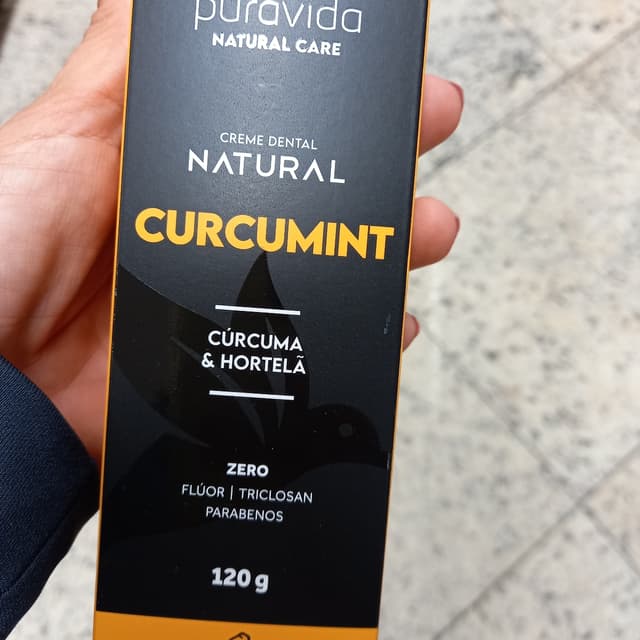 puravida
NATURAL CARE
CREME DENTAL
NATURAL
CURCUMINT
CÚRCUMA
& HORTELÃ
ZERO
FLÚOR | TRICLOSAN
PARABENOS
120 g